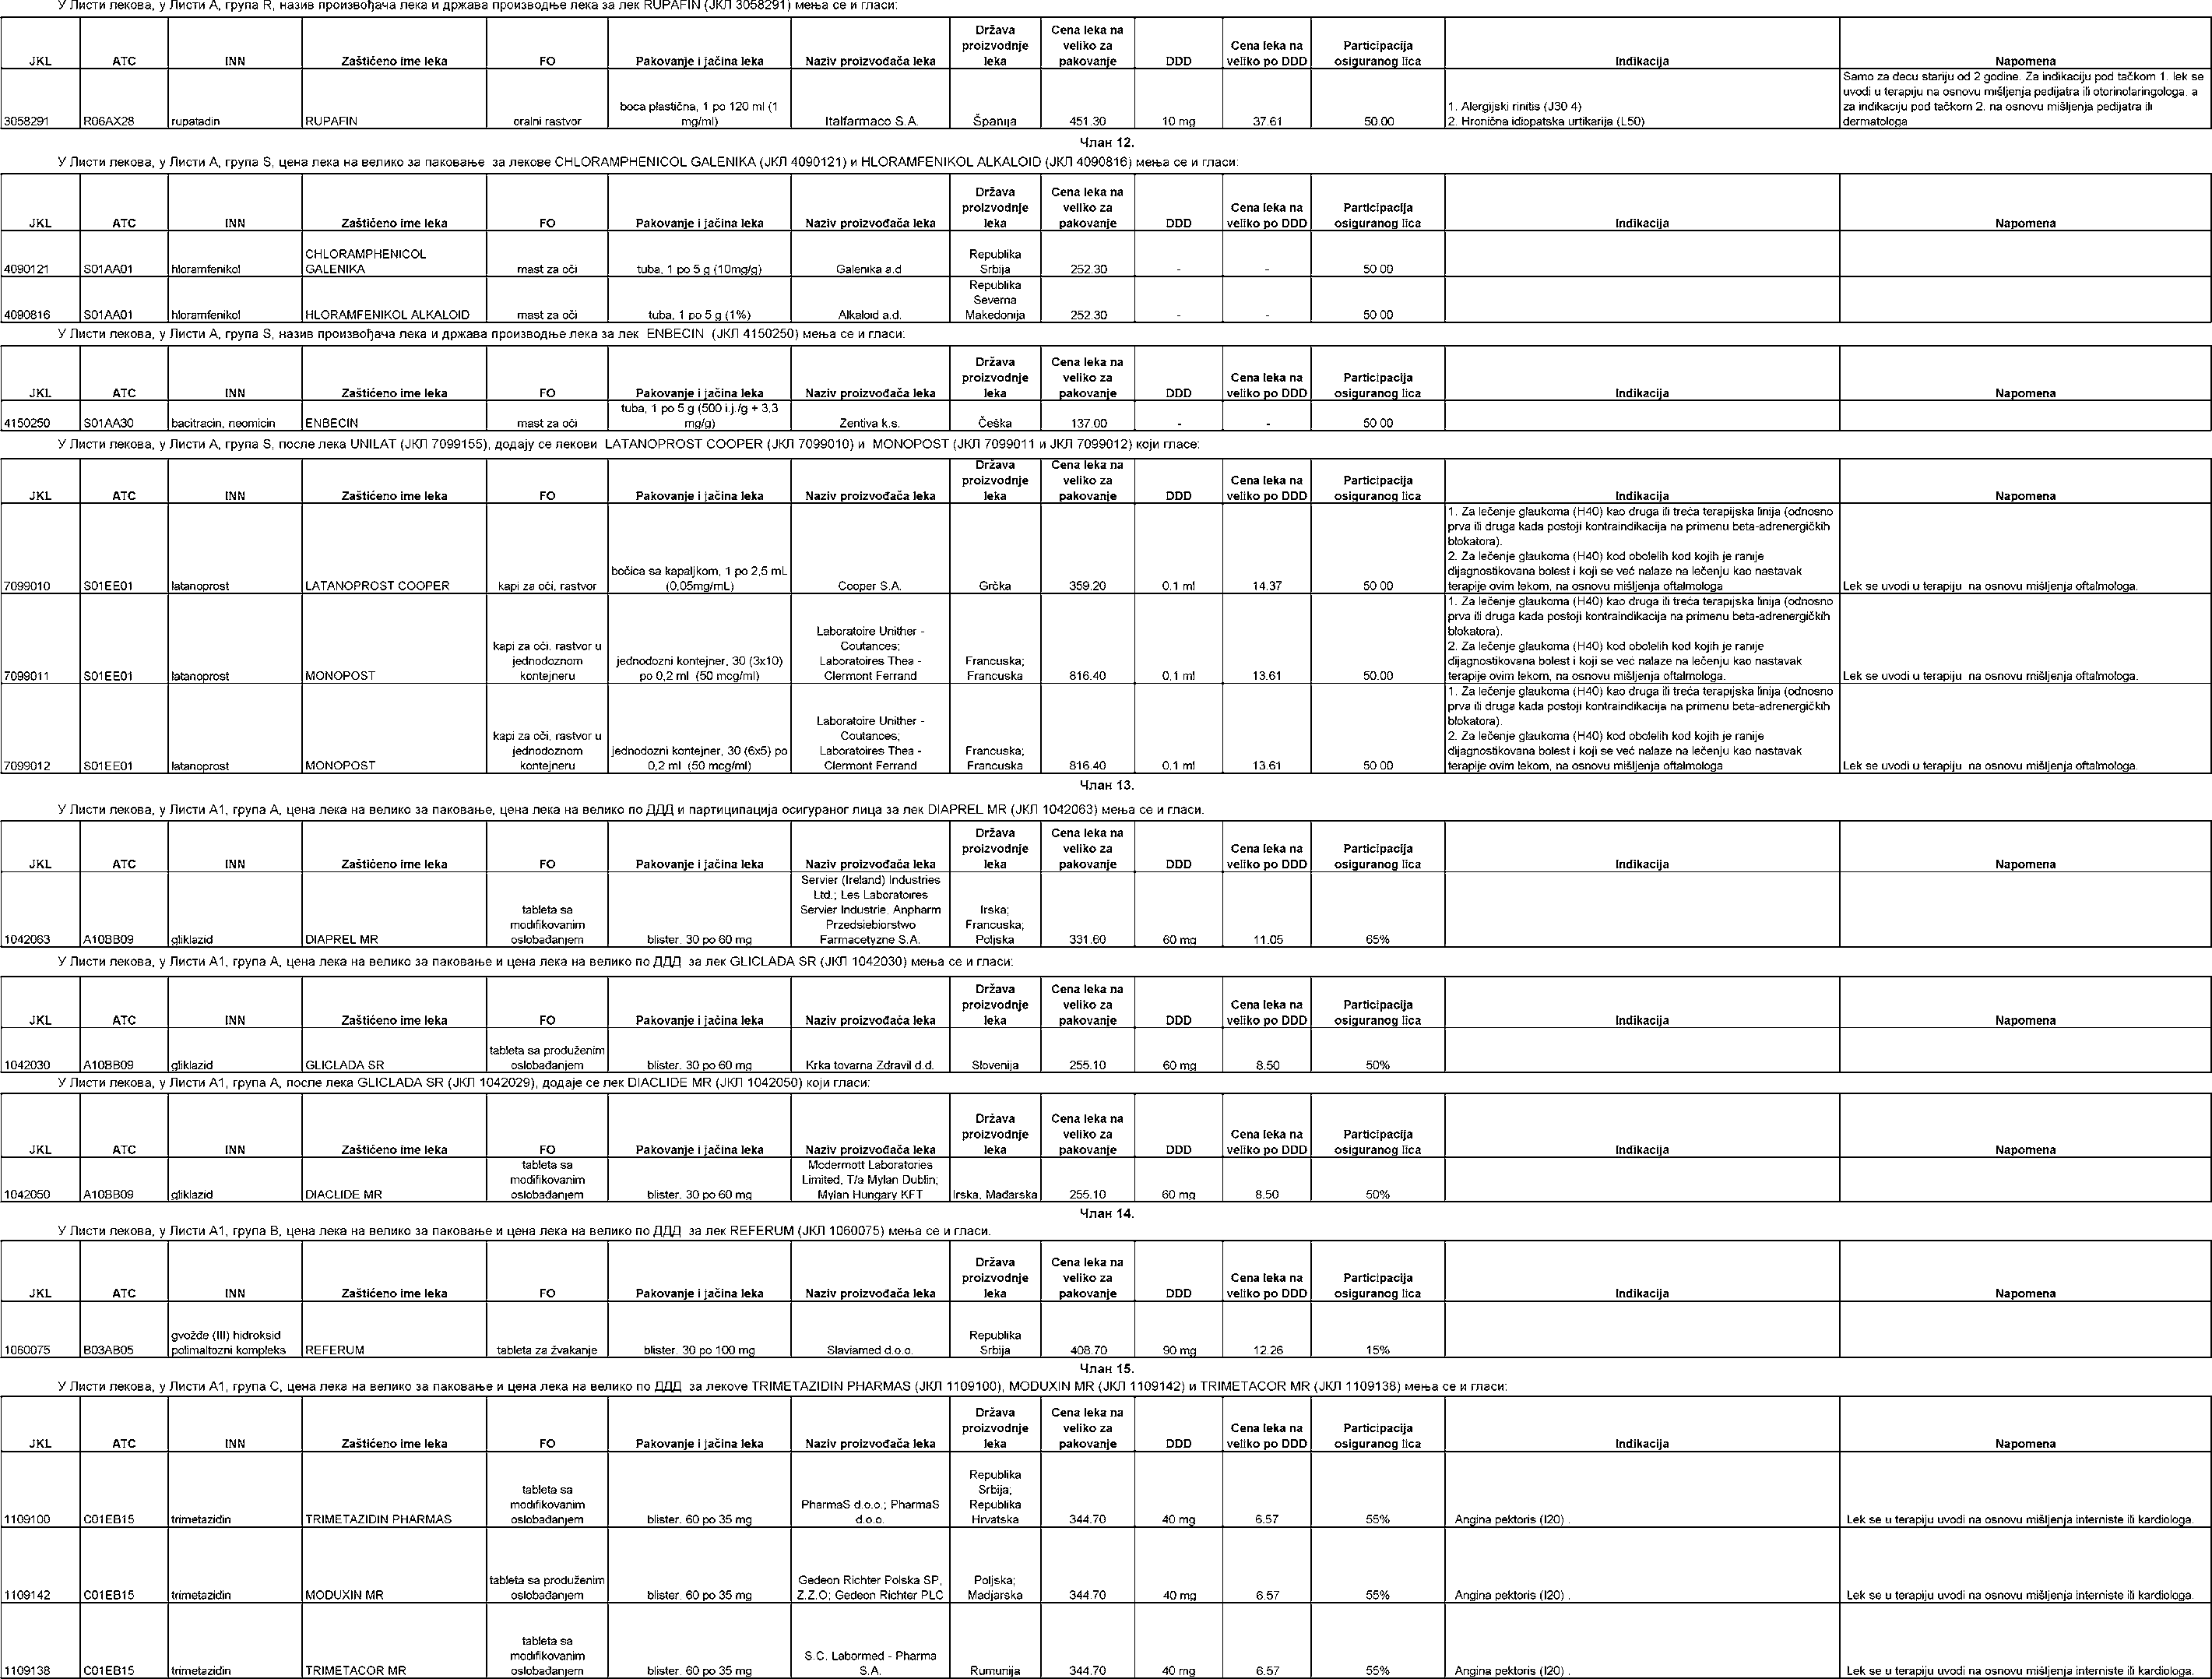 У Листи лекова, у Листи А, група R, назив произвођача лека и држава производње лека за лек RUPAFIN (ЈКЛ 3058291) мења се и гласи:
JKL ATC INN Zaštićeno ime leka FO Pakovanje i jačina leka Naziv proizvođača leka Država proizvodnje leka Cena leka na veliko za pakovanje DDD Cena leka na veliko po DDD Participacija osiguranog lica Indikacija Napomena
3058291 R06AX28 rupatadin RUPAFIN oralni rastvor boca plastična, 1 po 120 ml (1 mg/ml) Italfarmaco S.A. Španija 451.30 10 mg 37.61 50.00 1. Alergijski rinitis (J30 4)
2. Hronična idiopatska urtikarija (L50) Samo za decu stariju od 2 godine. Za indikaciju pod tačkom 1. lek se uvodi u terapiju na osnovu mišljenja pedijatra ili otorinolaringologa, a za indikaciju pod tačkom 2. na osnovu mišljenja pedijatra ili dermatologa
Члан 12.
У Листи лекова, у Листи А, група S, цена лека на велико за паковање за лекове CHLORAMPHENICOL GALENIKA (ЈКЛ 4090121) и HLORAMFENIKOL ALKALOID (ЈКЛ 4090816) мења се и гласи:
JKL ATC INN Zaštićeno ime leka FO Pakovanje i jačina leka Naziv proizvođača leka Država proizvodnje leka Cena leka na veliko za pakovanje DDD Cena leka na veliko po DDD Participacija osiguranog lica Indikacija Napomena
4090121 S01AA01 hloramfenikol CHLORAMPHENICOL GALENIKA mast za oči tuba, 1 po 5 g (10mg/g) Galenika a.d Republika Srbija 252.30 - - 50 00
4090816 S01AA01 hloramfenikol HLORAMFENIKOL ALKALOID mast za oči tuba, 1 po 5 g (1%) Alkaloid a.d. Republika Severna Makedonija 252.30 - - 50 00
У Листи лекова, у Листи А, група S, назив произвођача лека и држава производње лека за лек ENBECIN (ЈКЛ 4150250) мења се и гласи:
JKL ATC INN Zaštićeno ime leka FO Pakovanje i jačina leka Naziv proizvođača leka Država proizvodnje leka Cena leka na veliko za pakovanje DDD Cena leka na veliko po DDD Participacija osiguranog lica Indikacija Napomena
4150250 S01AA30 bacitracin, neomicin ENBECIN mast za oči tuba, 1 po 5 g (500 i.j./g + 3,3 mg/g) Zentiva k.s. Češka 137.00 - - 50 00
У Листи лекова, у Листи А, група S, после лека UNILAT (ЈКЛ 7099155), додају се лекови LATANOPROST COOPER (ЈКЛ 7099010) и MONOPOST (ЈКЛ 7099011 и ЈКЛ 7099012) који гласе:
JKL ATC INN Zaštićeno ime leka FO Pakovanje i jačina leka Naziv proizvođača leka Država proizvodnje leka Cena leka na veliko za pakovanje DDD Cena leka na veliko po DDD Participacija osiguranog lica Indikacija Napomena
7099010 S01EE01 latanoprost LATANOPROST COOPER kapi za oči, rastvor bočica sa kapaljkom, 1 po 2,5 mL (0,05mg/mL) Cooper S.A. Grčka 359.20 0,1 ml 14.37 50 00 1. Za lečenje glaukoma (H40) kao druga ili treća terapijska linija (odnosno prva ili druga kada postoji kontraindikacija na primenu beta-adrenergičkih blokatora).
2. Za lečenje glaukoma (H40) kod obolelih kod kojih je ranije dijagnostikovana bolest i koji se već nalaze na lečenju kao nastavak terapije ovim lekom, na osnovu mišljenja oftalmologa Lek se uvodi u terapiju na osnovu mišljenja oftalmologa.
7099011 S01EE01 latanoprost MONOPOST kapi za oči, rastvor u jednodoznom kontejneru jednodozni kontejner, 30 (3x10) po 0,2 ml (50 mcg/ml) Laboratoire Unither - Coutances; Laboratoires Thea - Clermont Ferrand Francuska; Francuska 816.40 0,1 ml 13.61 50.00 1. Za lečenje glaukoma (H40) kao druga ili treća terapijska linija (odnosno prva ili druga kada postoji kontraindikacija na primenu beta-adrenergičkih blokatora).
2. Za lečenje glaukoma (H40) kod obolelih kod kojih je ranije dijagnostikovana bolest i koji se već nalaze na lečenju kao nastavak terapije ovim lekom, na osnovu mišljenja oftalmologa. Lek se uvodi u terapiju na osnovu mišljenja oftalmologa.
7099012 S01EE01 latanoprost MONOPOST kapi za oči, rastvor u jednodoznom kontejneru jednodozni kontejner, 30 (6x5) po 0,2 ml (50 mcg/ml) Laboratoire Unither - Coutances; Laboratoires Thea - Clermont Ferrand Francuska; Francuska 816.40 0,1 ml 13.61 50 00 1. Za lečenje glaukoma (H40) kao druga ili treća terapijska linija (odnosno prva ili druga kada postoji kontraindikacija na primenu beta-adrenergičkih blokatora).
2. Za lečenje glaukoma (H40) kod obolelih kod kojih je ranije dijagnostikovana bolest i koji se već nalaze na lečenju kao nastavak terapije ovim lekom, na osnovu mišljenja oftalmologa Lek se uvodi u terapiju na osnovu mišljenja oftalmologa.
Члан 13.
У Листи лекова, у Листи А1, група А, цена лека на велико за паковање, цена лека на велико по ДДД и партиципација осигураног лица за лек DIAPREL MR (ЈКЛ 1042063) мења се и гласи.
JKL ATC INN Zaštićeno ime leka FO Pakovanje i jačina leka Naziv proizvođača leka Država proizvodnje leka Cena leka na veliko za pakovanje DDD Cena leka na veliko po DDD Participacija osiguranog lica Indikacija Napomena
1042063 A10BB09 gliklazid DIAPREL MR tableta sa modifikovanim oslobađanjem blister, 30 po 60 mg Servier (Ireland) Industries Ltd.; Les Laboratoires Servier Industrie, Anpharm Przedsiebiorstwo Farmacetyzne S.A. Irska; Francuska; Poljska 331.60 60 mg 11.05 65%
У Листи лекова, у Листи А1, група А, цена лека на велико за паковање и цена лека на велико по ДДД за лек GLICLADA SR (ЈКЛ 1042030) мења се и гласи:
JKL ATC INN Zaštićeno ime leka FO Pakovanje i jačina leka Naziv proizvođača leka Država proizvodnje leka Cena leka na veliko za pakovanje DDD Cena leka na veliko po DDD Participacija osiguranog lica Indikacija Napomena
1042030 A10BB09 gliklazid GLICLADA SR tableta sa produženim oslobađanjem blister, 30 po 60 mg Krka tovarna Zdravil d.d. Slovenija 255.10 60 mg 8.50 50%
У Листи лекова, у Листи А1, група А, после лека GLICLADA SR (ЈКЛ 1042029), додаје се лек DIACLIDE MR (ЈКЛ 1042050) који гласи:
JKL ATC INN Zaštićeno ime leka FO Pakovanje i jačina leka Naziv proizvođača leka Država proizvodnje leka Cena leka na veliko za pakovanje DDD Cena leka na veliko po DDD Participacija osiguranog lica Indikacija Napomena
1042050 A10BB09 gliklazid DIACLIDE MR tableta sa modifikovanim oslobađanjem blister, 30 po 60 mg Mcdermott Laboratories Limited, T/a Mylan Dublin; Mylan Hungary KFT Irska, Mađarska 255.10 60 mg 8.50 50%
Члан 14.
У Листи лекова, у Листи А1, група B, цена лека на велико за паковање и цена лека на велико по ДДД за лек REFERUM (ЈКЛ 1060075) мења се и гласи.
JKL ATC INN Zaštićeno ime leka FO Pakovanje i jačina leka Naziv proizvođača leka Država proizvodnje leka Cena leka na veliko za pakovanje DDD Cena leka na veliko po DDD Participacija osiguranog lica Indikacija Napomena
1060075 B03AB05 gvožđe (III) hidroksid polimaltozni kompleks REFERUM tableta za žvakanje blister, 30 po 100 mg Slaviamed d.o.o. Republika Srbija 408.70 90 mg 12.26 15%
Члан 15.
У Листи лекова, у Листи А1, група C, цена лека на велико за паковање и цена лека на велико по ДДД за лекove TRIMETAZIDIN PHARMAS (ЈКЛ 1109100), MODUXIN MR (ЈКЛ 1109142) и TRIMETACOR MR (ЈКЛ 1109138) мења се и гласи:
JKL ATC INN Zaštićeno ime leka FO Pakovanje i jačina leka Naziv proizvođača leka Država proizvodnje leka Cena leka na veliko za pakovanje DDD Cena leka na veliko po DDD Participacija osiguranog lica Indikacija Napomena
1109100 C01EB15 trimetazidin TRIMETAZIDIN PHARMAS tableta sa modifikovanim oslobađanjem blister, 60 po 35 mg PharmaS d.o.o.; PharmaS d.o.o. Republika Srbija; Republika Hrvatska 344.70 40 mg 6.57 55% Angina pektoris (I20) . Lek se u terapiju uvodi na osnovu mišljenja interniste ili kardiologa.
1109142 C01EB15 trimetazidin MODUXIN MR tableta sa produženim oslobađanjem blister, 60 po 35 mg Gedeon Richter Polska SP, Z.Z.O; Gedeon Richter PLC Poljska; Madjarska 344.70 40 mg 6.57 55% Angina pektoris (I20) . Lek se u terapiju uvodi na osnovu mišljenja interniste ili kardiologa.
1109138 C01EB15 trimetazidin TRIMETACOR MR tableta sa modifikovanim oslobađanjem blister, 60 po 35 mg S.C. Labormed - Pharma S.A. Rumunija 344.70 40 mg 6.57 55% Angina pektoris (I20) . Lek se u terapiju uvodi na osnovu mišljenja interniste ili kardiologa.